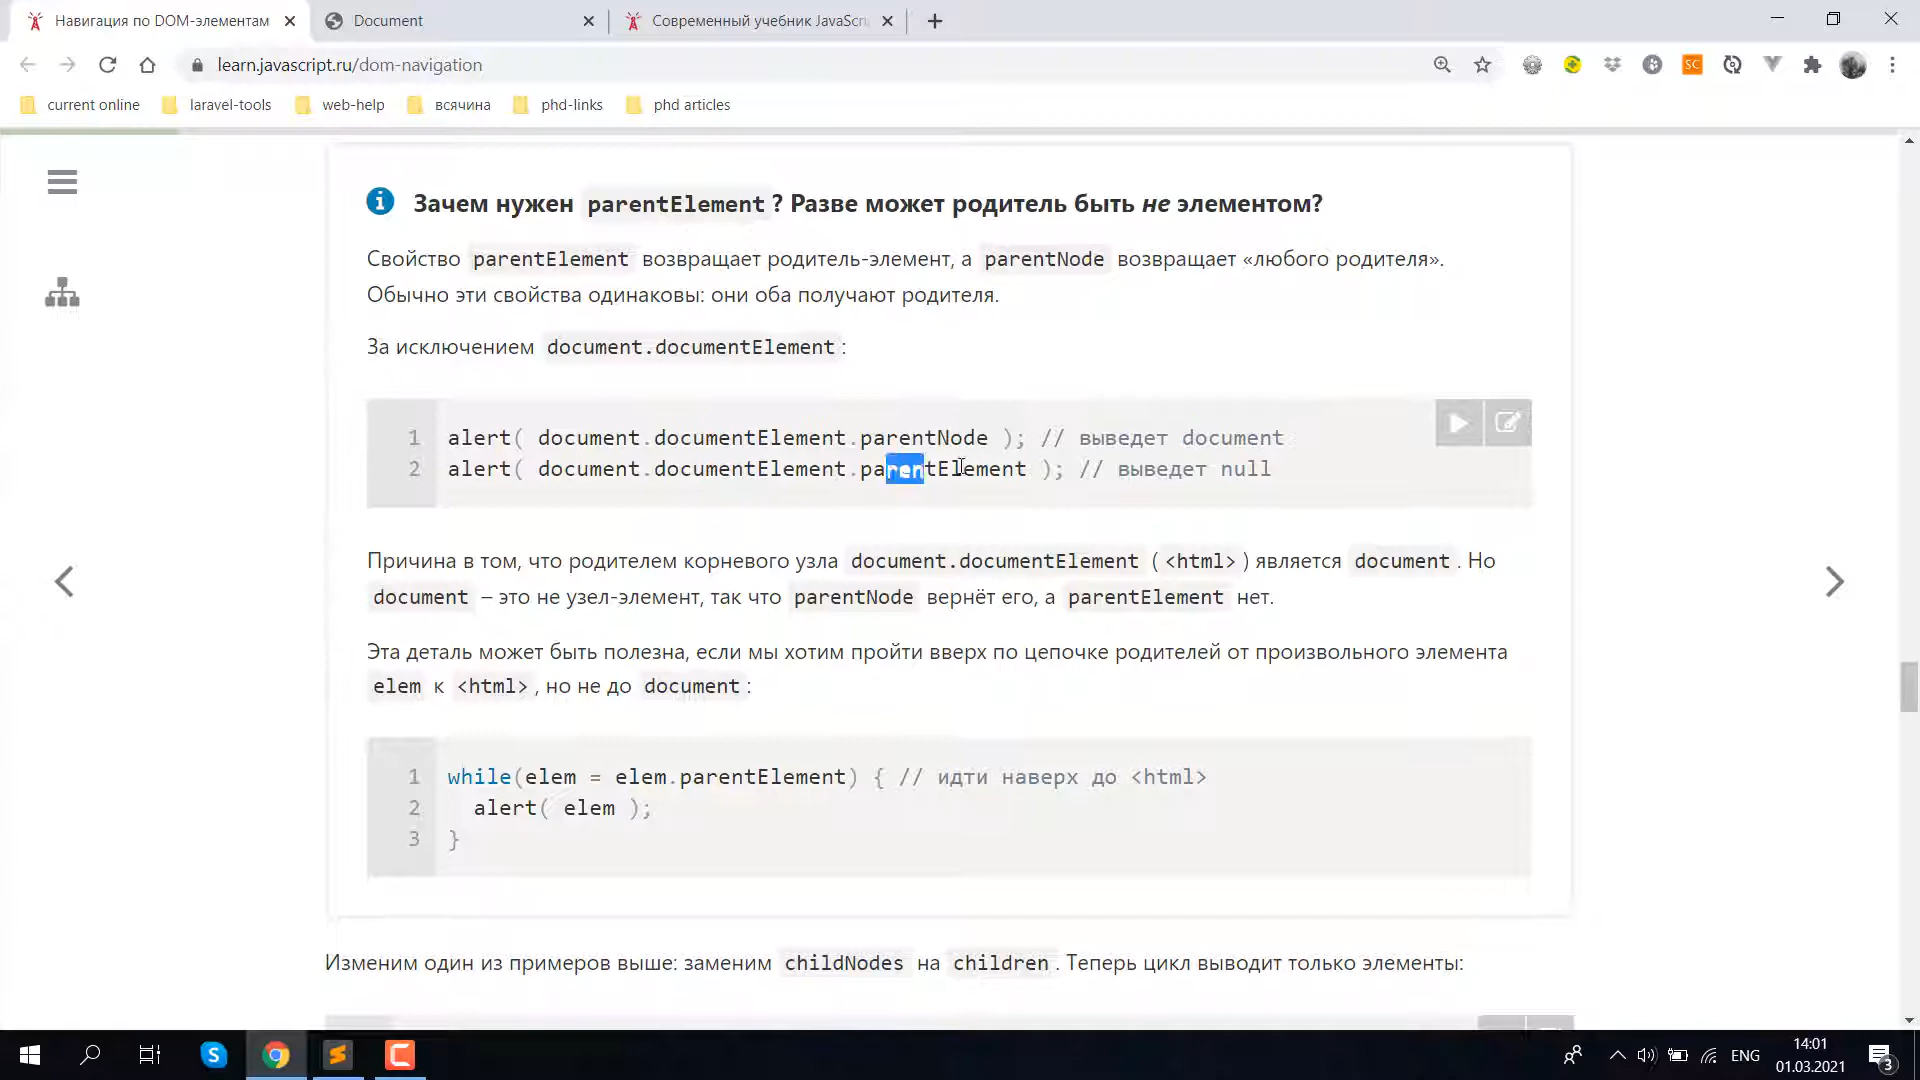 Навигация по DOM-элементам
Document
Современный учебник JavaScri
learn.javascript.ru/dom-navigation
SC
current online
laravel-tools
web-help
всячина
phd-links
phd articles
Зачем нужен parentElement? Разве может родитель быть не элементом?
Свойство parentElement возвращает родитель-элемент, а parentNode возвращает «любого родителя».
Обычно эти свойства одинаковы: они оба получают родителя.
За исключением document.documentElement:
1 alert( document.documentElement.parentNode ); // выведет document
2 alert( document.documentElement.parentElement ); // выведет null
Причина в том, что родителем корневого узла document.documentElement (<html>) является document. Но
document – это не узел-элемент, так что parentNode вернёт его, а parentElement нет.
Эта деталь может быть полезна, если мы хотим пройти вверх по цепочке родителей от произвольного элемента
elem к <html>, но не до document:
1 while(elem = elem.parentElement) { // идти наверх до <html>
2 alert( elem );
3 }
Изменим один из примеров выше: заменим childNodes на children. Теперь цикл выводит только элементы:
ENG
14:01
01.03.2021
3